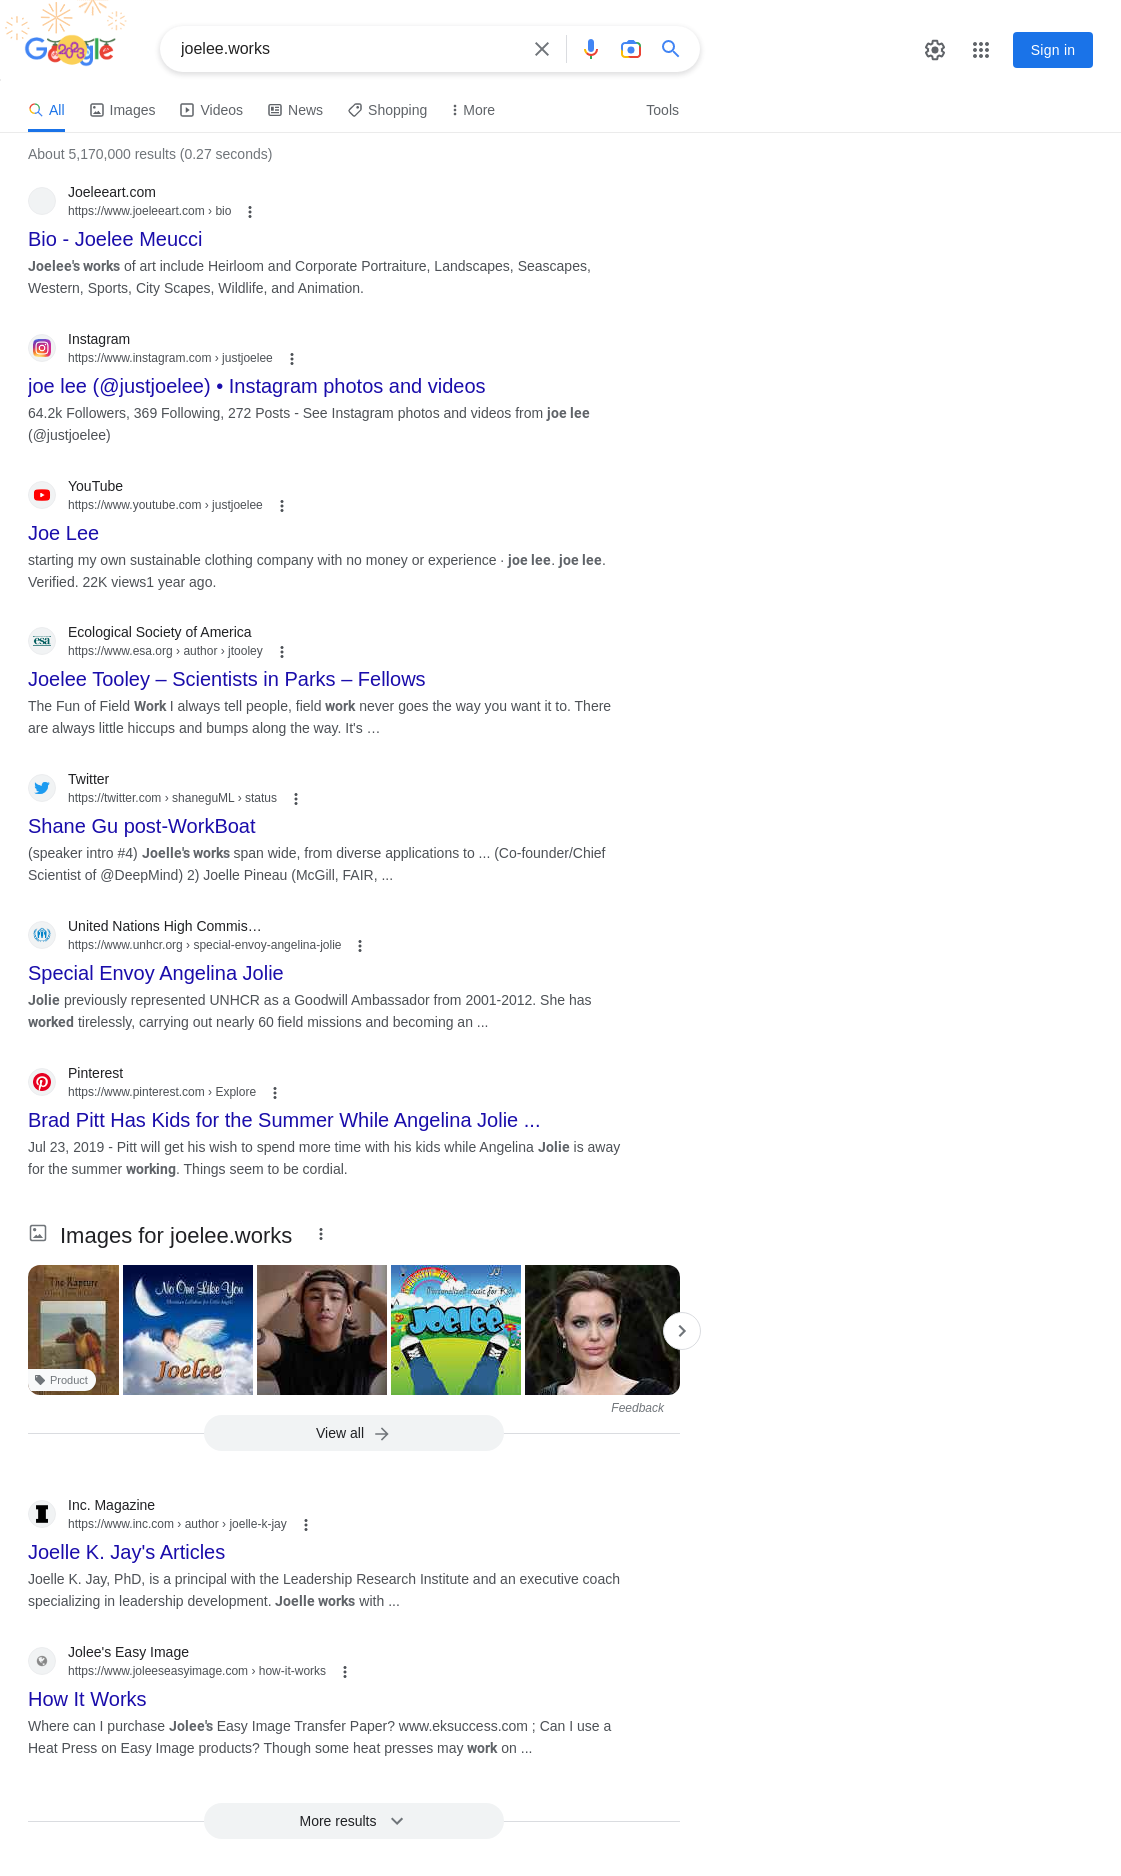 Google
joelee.works
Sign in
All
Images
Videos
News
Shopping
More
Tools
About 5,170,000 results (0.27 seconds)
Joeleeart.com
https://www.joeleeart.com › bio
Bio - Joelee Meucci
Joelee's works of art include Heirloom and Corporate Portraiture, Landscapes, Seascapes,
Western, Sports, City Scapes, Wildlife, and Animation.
Instagram
https://www.instagram.com › justjoelee
joe lee (@justjoelee) • Instagram photos and videos
64.2k Followers, 369 Following, 272 Posts - See Instagram photos and videos from joe lee
(@justjoelee)
YouTube
https://www.youtube.com › justjoelee
Joe Lee
starting my own sustainable clothing company with no money or experience · joe lee. joe lee.
Verified. 22K views1 year ago.
esa
Ecological Society of America
https://www.esa.org › author › jtooley
Joelee Tooley – Scientists in Parks – Fellows
The Fun of Field Work I always tell people, field work never goes the way you want it to. There
are always little hiccups and bumps along the way. It's …
Twitter
https://twitter.com › shaneguML › status
Shane Gu post-WorkBoat
(speaker intro #4) Joelle's works span wide, from diverse applications to ... (Co-founder/Chief
Scientist of @DeepMind) 2) Joelle Pineau (McGill, FAIR, ...
United Nations High Commis…
https://www.unhcr.org › special-envoy-angelina-jolie
Special Envoy Angelina Jolie
Jolie previously represented UNHCR as a Goodwill Ambassador from 2001-2012. She has
worked tirelessly, carrying out nearly 60 field missions and becoming an ...
Pinterest
https://www.pinterest.com › Explore
Brad Pitt Has Kids for the Summer While Angelina Jolie ...
Jul 23, 2019 - Pitt will get his wish to spend more time with his kids while Angelina Jolie is away
for the summer working. Things seem to be cordial.
Images for joelee.works
The Rapture
Product
No One Like You
Joelee
Personalized music for Kids
JOELEE
Feedback
View all
Inc. Magazine
https://www.inc.com › author › joelle-k-jay
Joelle K. Jay's Articles
Joelle K. Jay, PhD, is a principal with the Leadership Research Institute and an executive coach
specializing in leadership development. Joelle works with ...
Jolee's Easy Image
https://www.joleeseasyimage.com › how-it-works
How It Works
Where can I purchase Jolee's Easy Image Transfer Paper? www.eksuccess.com ; Can I use a
Heat Press on Easy Image products? Though some heat presses may work on ...
More results